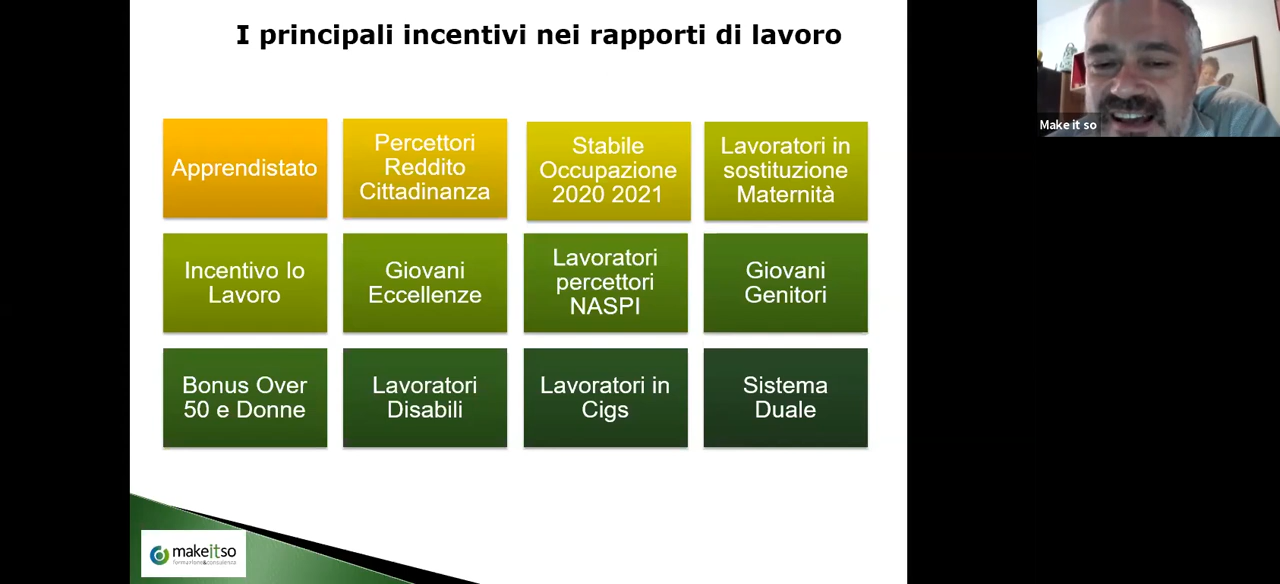 I principali incentivi nei rapporti di lavoro
Apprendistato
Percettori
Reddito
Cittadinanza
Stabile
Occupazione
2020 2021
Lavoratori in
sostituzione
Maternità
Incentivo Io
Lavoro
Giovani
Eccellenze
Lavoratori
percettori
NASPI
Giovani
Genitori
Bonus Over
50 e Donne
Lavoratori
Disabili
Lavoratori in
Cigs
Sistema
Duale
makeitso
formazione&consulenza
Make it so